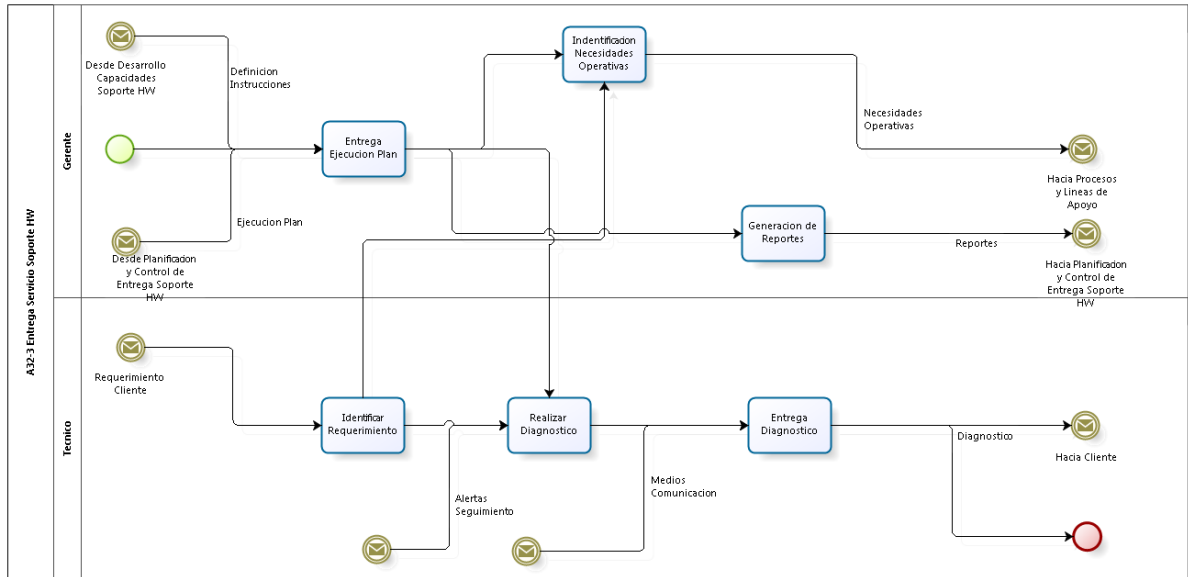 A32-3 Entrega Servicio Soporte HW
Gerente
Desde Desarrollo
Capacidades
Soporte HW
Definicion
Instrucciones
Entrega
Ejecucion Plan
Ejecucion Plan
Desde Planificacion
y Control de
Entrega Soporte
HW
Indentificacion
Necesidades
Operativas
Necesidades
Operativas
Hacia Procesos
y Lineas de
Apoyo
Generacion de
Reportes
Reportes
Hacia Planificacion
y Control de
Entrega Soporte
HW
Tecnico
Requerimiento
Cliente
Identificar
Requerimiento
Alertas
Seguimiento
Realizar
Diagnostico
Medios
Comunicacion
Entrega
Diagnostico
Diagnostico
Hacia Cliente